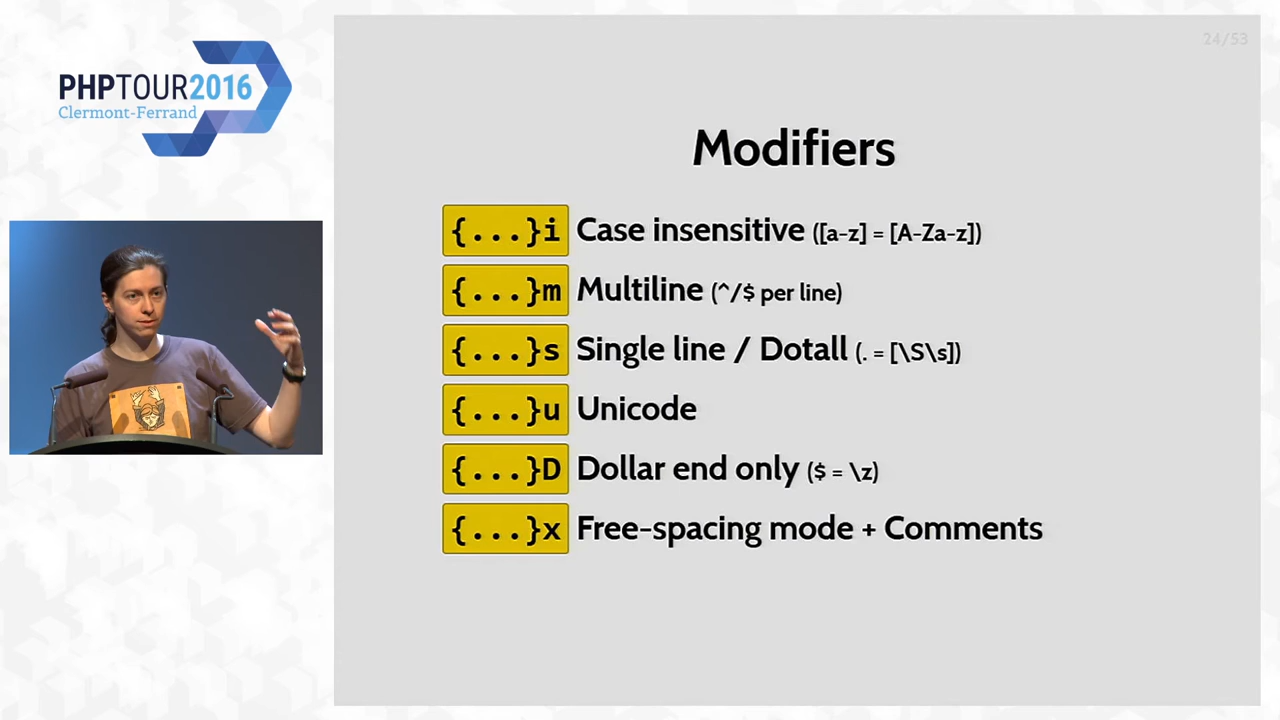 PHPTOUR2016
Clermont-Ferrand
24/53
Modifiers
{...}i Case insensitive ([a-z] = [A-Za-z])
{...}m Multiline (^/$ per line)
{...}s Single line / Dotall (. = [\S\s])
{...}u Unicode
{...}D Dollar end only ($ = \z)
{...}x Free-spacing mode + Comments